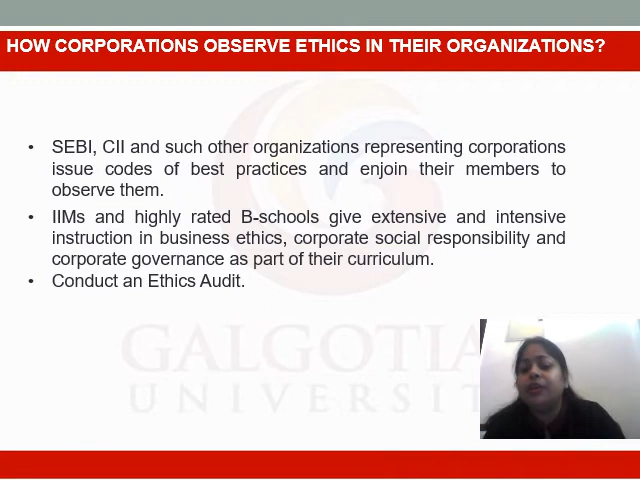 HOW CORPORATIONS OBSERVE ETHICS IN THEIR ORGANIZATIONS?
• SEBI, CII and such other organizations representing corporations
issue codes of best practices and enjoin their members to
observe them.
• IIMs and highly rated B-schools give extensive and intensive
instruction in business ethics, corporate social responsibility and
corporate governance as part of their curriculum.
• Conduct an Ethics Audit.
GALGOTIA
UNIVERSIT